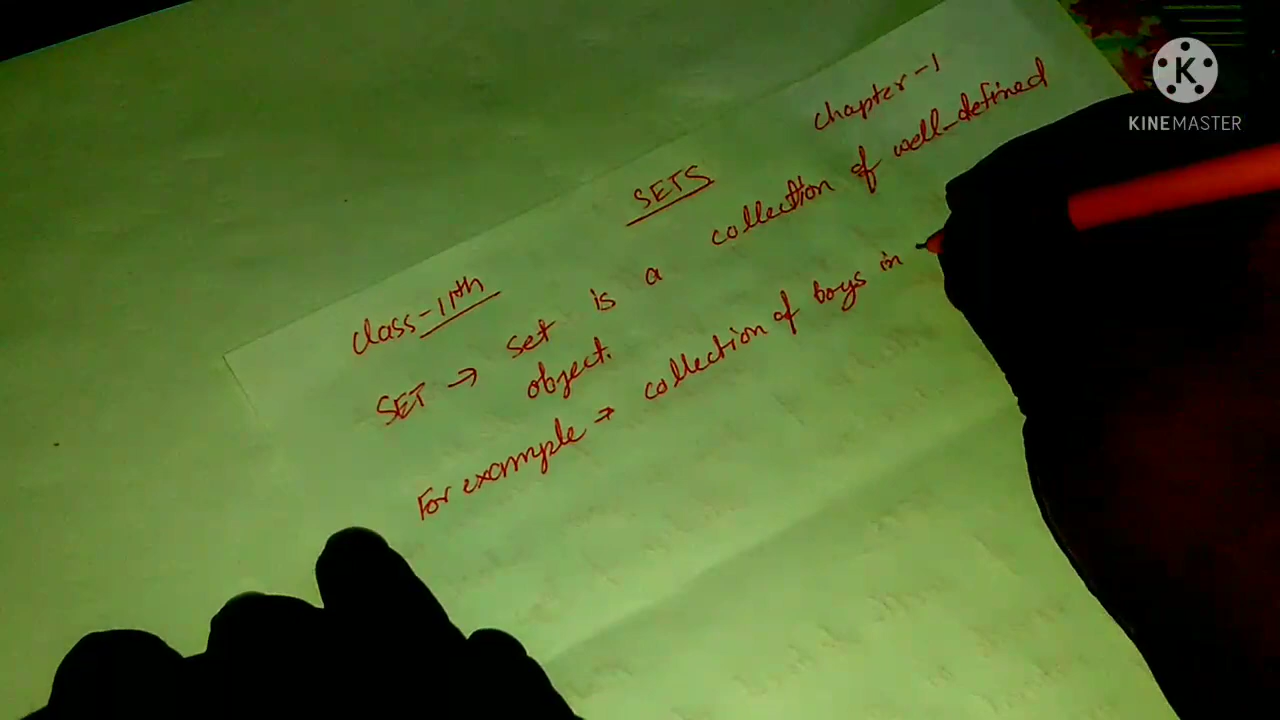 chapter-1
SETS
class-11th
SET → set is a collection of well-defined
object.
For example → collection of boys in
K
KINEMASTER